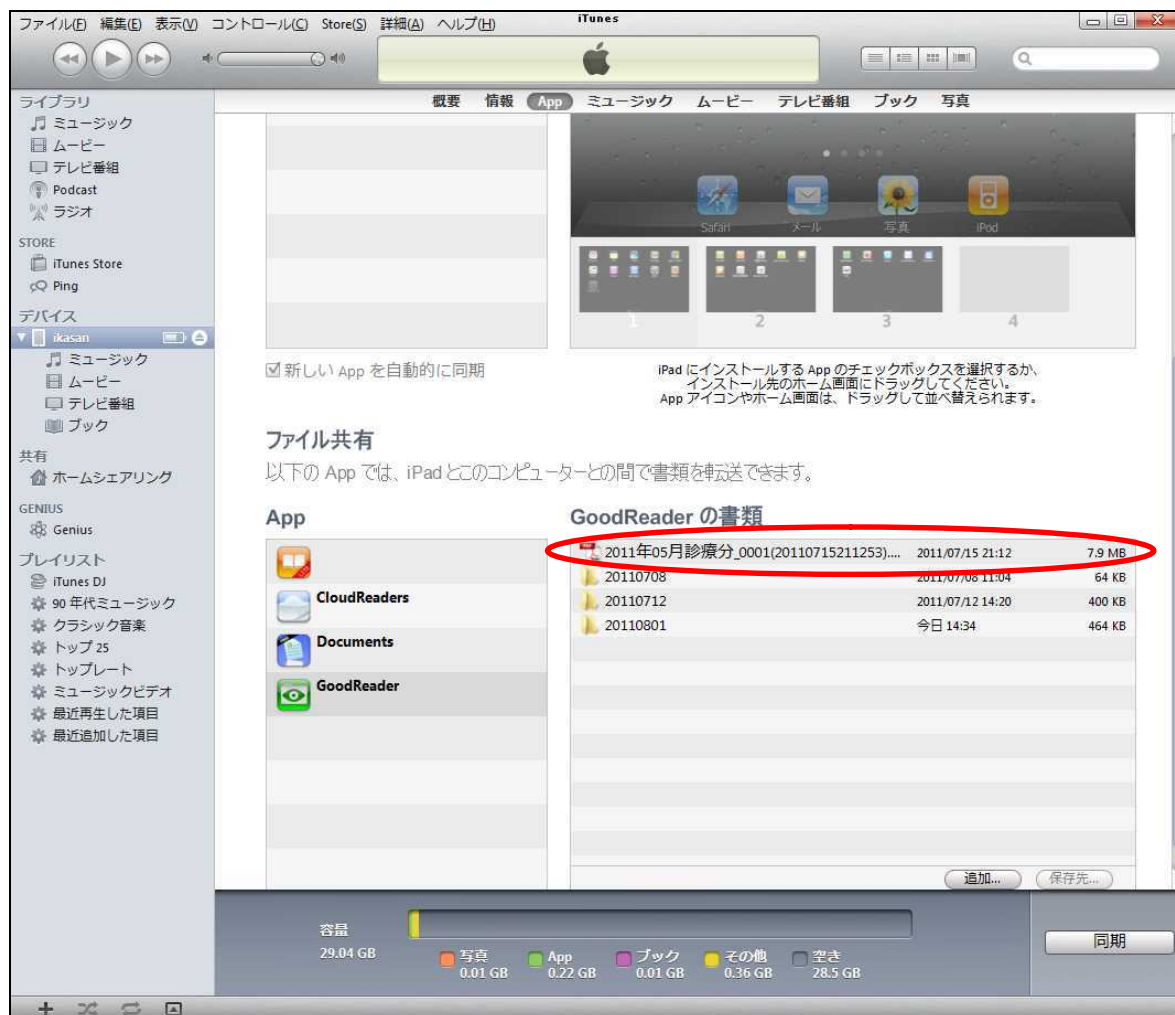 ファイル(F) 編集(E) 表示(V) コントロール(C) Store(S) 詳細(A) ヘルプ(H)
iTunes
ライブラリ
ミュージック
ムービー
テレビ番組
Podcast
ラジオ
STORE
iTunes Store
Ping
デバイス
ikasan
ミュージック
ムービー
テレビ番組
ブック
共有
ホームシェアリング
GENIUS
Genius
プレイリスト
iTunes DJ
90 年代ミュージック
クラシック音楽
トップ 25
トップレート
ミュージックビデオ
最近再生した項目
最近追加した項目
概要 情報 App ミュージック ムービー テレビ番組 ブック 写真
Safari メール 写真 iPod
1 2 3 4
新しい App を自動的に同期
iPad にインストールする App のチェックボックスを選択するか、
インストール先のホーム画面にドラッグしてください。
App アイコンやホーム画面は、ドラッグして並べ替えられます。
ファイル共有
以下の App では、iPad とこのコンピューターとの間で書類を転送できます。
App
CloudReaders
Documents
GoodReader
GoodReader の書類
2011年05月診療分_0001(20110715211253).... 2011/07/15 21:12 7.9 MB
20110708 2011/07/08 11:04 64 KB
20110712 2011/07/12 14:20 400 KB
20110801 今日 14:34 464 KB
追加... 保存先...
容量
29.04 GB
写真 App ブック その他 空き
0.01 GB 0.22 GB 0.01 GB 0.36 GB 28.5 GB
同期